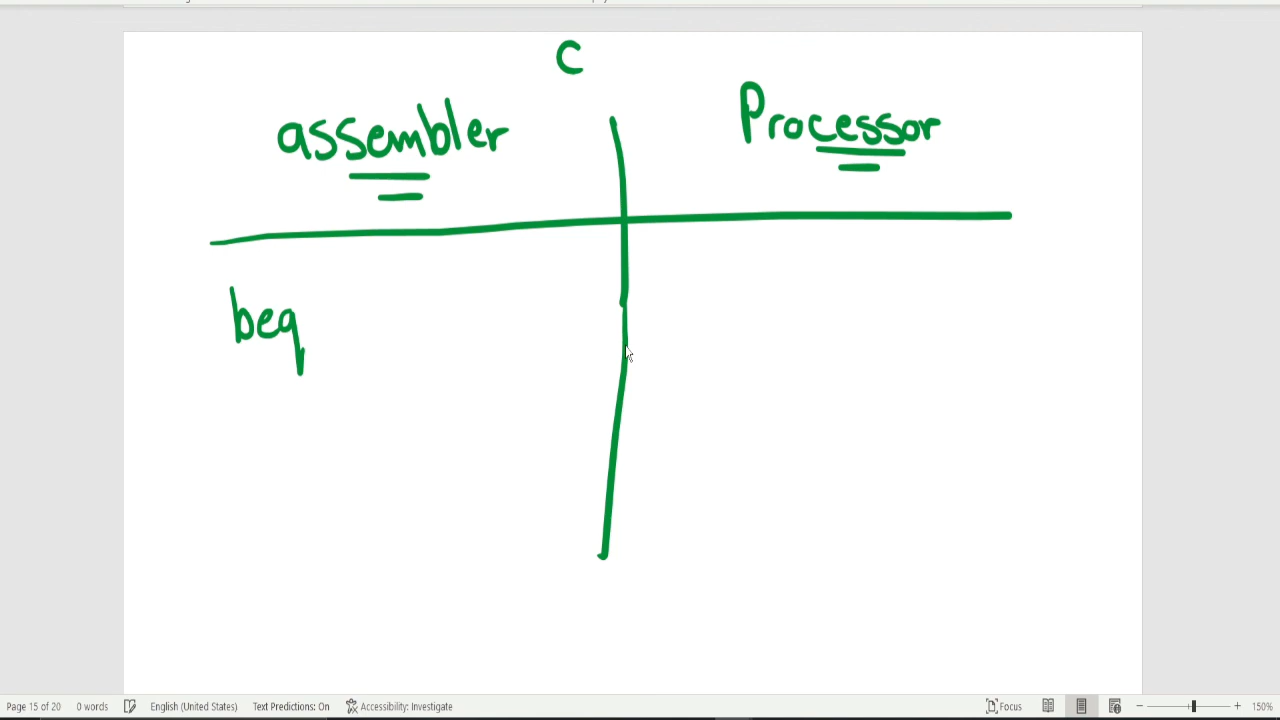 C
assembler
Processor
beq
Page 15 of 20 0 words English (United States) Text Predictions: On Accessibility: Investigate Focus 150%